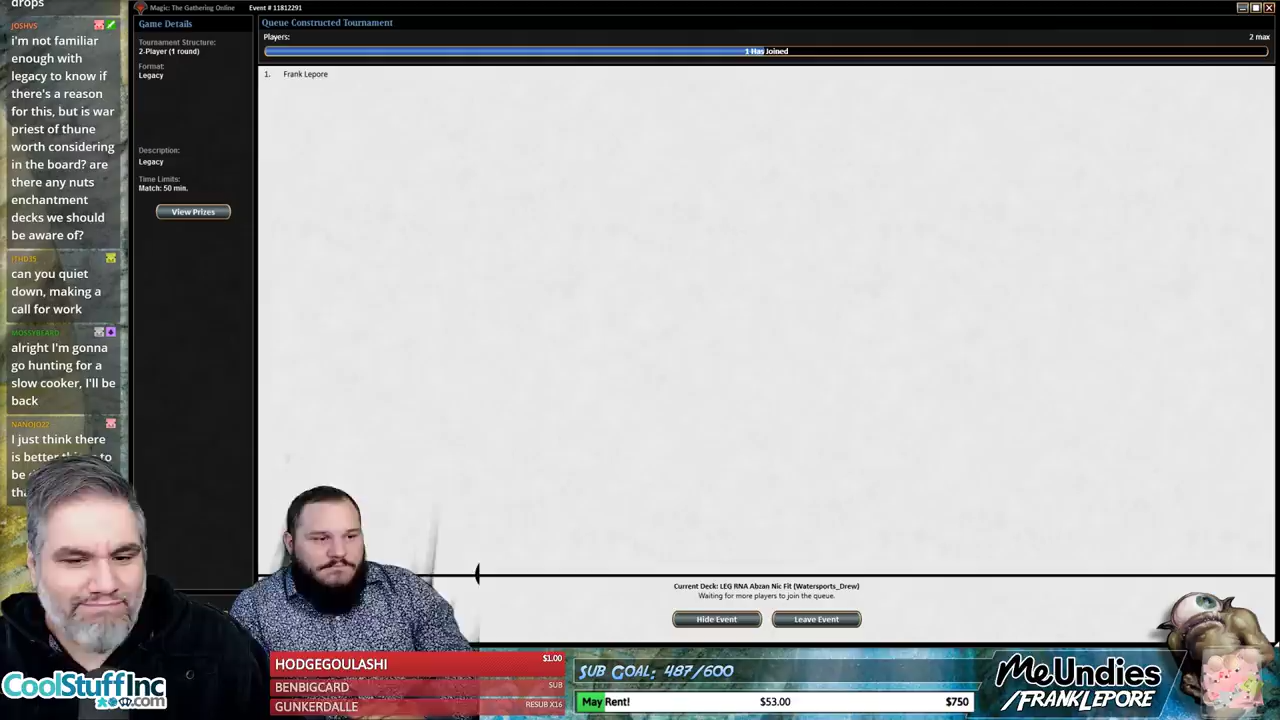 drops
JOSHVS
i'm not familiar
enough with
legacy to know if
there's a reason
for this, but is war
priest of thune
worth considering
in the board? are
there any nuts
enchantment
decks we should
be aware of?
JTHD35
can you quiet
down, making a
call for work
MOSSYBEARD
alright I'm gonna
go hunting for a
slow cooker, I'll be
back
NANOJO22
I just think there
is better things to
be
Magic: The Gathering Online
Event # 11812291
Game Details
Tournament Structure:
2-Player (1 round)
Format:
Legacy
Description:
Legacy
Time Limits:
Match: 50 min.
View Prizes
Queue Constructed Tournament
Players:
1 Has Joined
2 max
1. Frank Lepore
Current Deck: LEG RNA Abzan Nic Fit (Watersports_Drew)
Waiting for more players to join the queue.
Hide Event
Leave Event
CoolStuffInc
.com
HODGEGOULASHI $1.00
BENBIGCARD SUB
GUNKERDALLE RESUB X16
SUB GOAL: 487/600
May Rent! $53.00 $750
MeUndies
/FRANKLEPORE